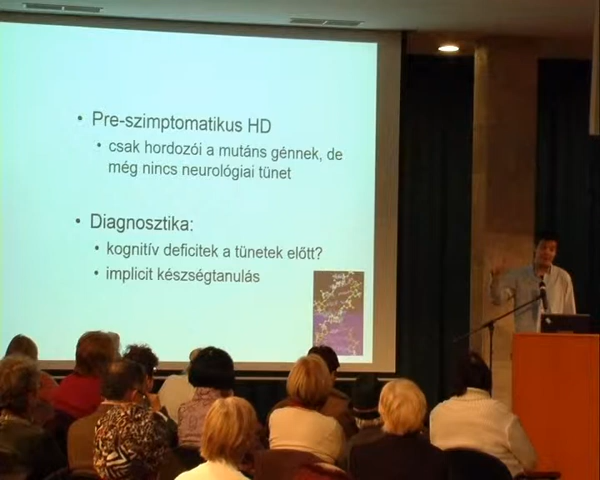 • Pre-szimptomatikus HD
• csak hordozói a mutáns génnek, de
még nincs neurológiai tünet
• Diagnosztika:
• kognitív deficitek a tünetek előtt?
• implicit készségtanulás